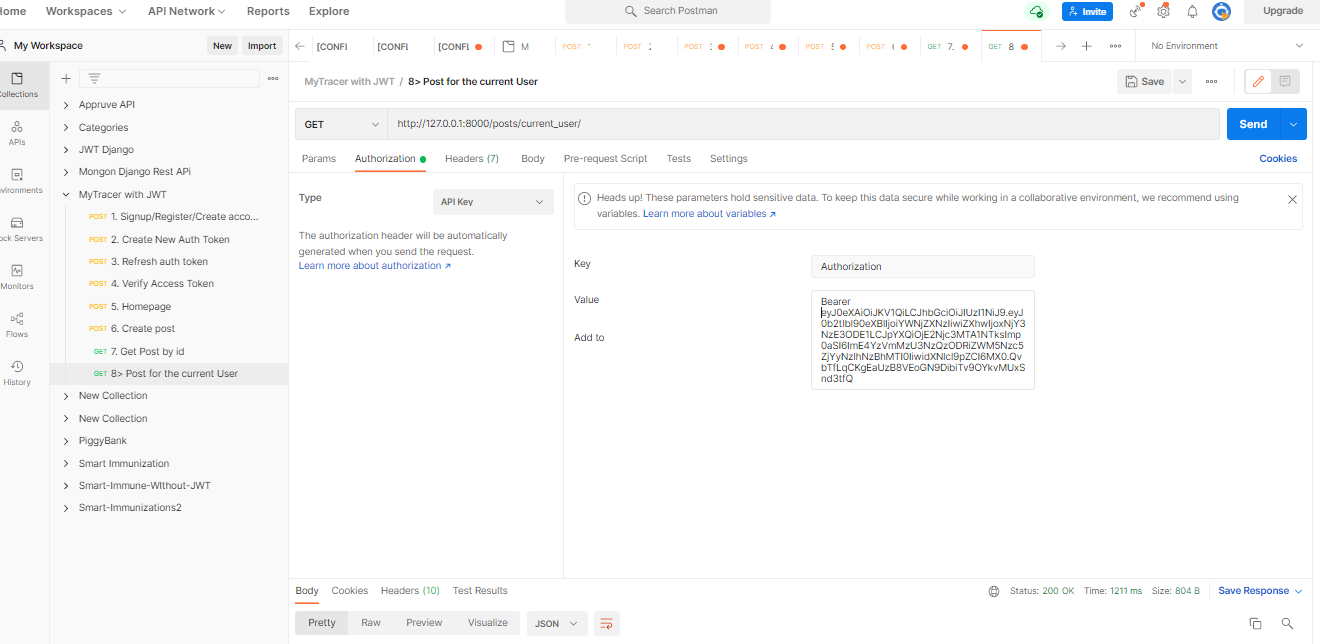 Home Workspaces API Network Reports Explore Search Postman Invite Upgrade
My Workspace New Import
[CONFI [CONFI [CONFI M POST POST POST POST POST POST GET 7. GET 8 No Environment
Collections
APIs
Environments
Mock Servers
Monitors
Flows
History
Appruve API
Categories
JWT Django
Mongon Django Rest APi
MyTracer with JWT
POST 1. Signup/Register/Create acco...
POST 2. Create New Auth Token
POST 3. Refresh auth token
POST 4. Verify Access Token
POST 5. Homepage
POST 6. Create post
GET 7. Get Post by id
GET 8> Post for the current User
New Collection
New Collection
PiggyBank
Smart Immunization
Smart-Immune-WIthout-JWT
Smart-Immunizations2
MyTracer with JWT / 8> Post for the current User Save
GET http://127.0.0.1:8000/posts/current_user/ Send
Params Authorization Headers (7) Body Pre-request Script Tests Settings Cookies
Type API Key
The authorization header will be automatically
generated when you send the request.
Learn more about authorization ↗
Heads up! These parameters hold sensitive data. To keep this data secure while working in a collaborative environment, we recommend using
variables. Learn more about variables ↗
Key Authorization
Value
Bearer
Add to
Body Cookies Headers (10) Test Results Status: 200 OK Time: 1211 ms Size: 804 B Save Response
Pretty Raw Preview Visualize JSON